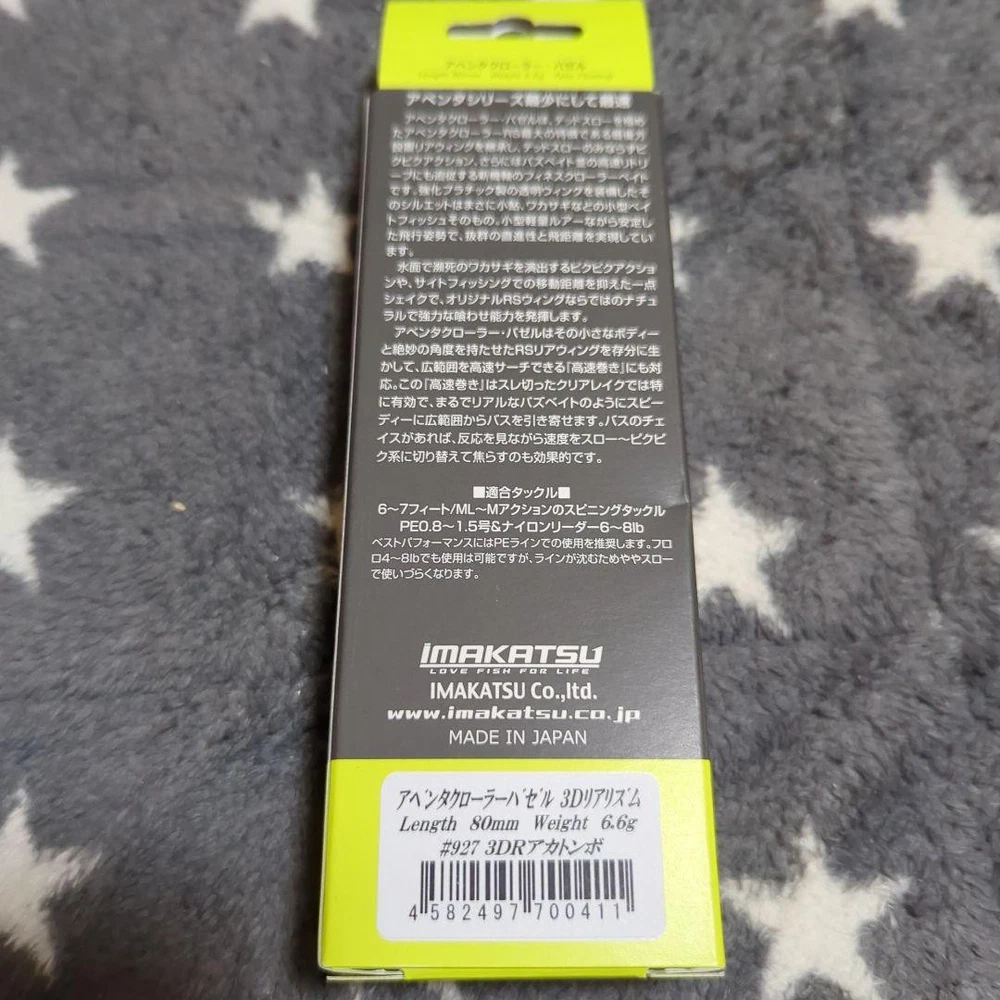 アベンタクローラー・バゼル
アベンタシリーズ最少にして最速
アベンタクローラー・バゼルは、デッドスローを極め
たアベンタクローラーRS最大の特徴である最後方
設置リアウィングを継承し、デッドスローのみならずピ
クピクアクション、さらにはバズベイト並の高速リトリ
ーブにも追従する新機軸のフィネスクローラーベイト
です。強化プラチック製の透明ウィングを装備したそ
のシルエットはまさに小鮎、ワカサギなどの小型ベイ
トフィッシュそのもの。小型軽量ルアーながら安定し
た飛行姿勢で、抜群の直進性と飛距離を実現してい
ます。
水面で瀕死のワカサギを演出するピクピクアクショ
ンや、サイトフィッシングでの移動距離を抑えた一点
シェイクで、オリジナルRSウィングならではのナチュ
ラルで強力な喰わせ能力を発揮します。
アベンタクローラー・バゼルはその小さなボディー
と絶妙の角度を持たせたRSリアウィングを存分に生
かして、広範囲を高速サーチできる『高速巻き』にも対
応。この『高速巻き』はスレ切ったクリアレイクでは特
に有効で、まるでリアルなバズベイトのようにスピー
ディーに広範囲からバスを引き寄せます。バスのチェ
イスがあれば、反応を見ながら速度をスロー〜ピクピ
ク系に切り替えて焦らすのも効果的です。
■適合タックル■
6〜7フィート/ML〜Mアクションのスピニングタックル
PE0.8〜1.5号&ナイロンリーダー6〜8lb
ベストパフォーマンスにはPEラインでの使用を推奨します。フロ
ロ4〜8lbでも使用は可能ですが、ラインが沈むためややスロー
で使いづらくなります。
IMAKATSU
LOVE FISH FOR LIFE
IMAKATSU Co.,ltd.
www.imakatsu.co.jp
MADE IN JAPAN
アベンタクローラーバゼル 3Dリアリズム
Length 80mm Weight 6.6g
#927 3DRアカトンボ
4 582497 700411